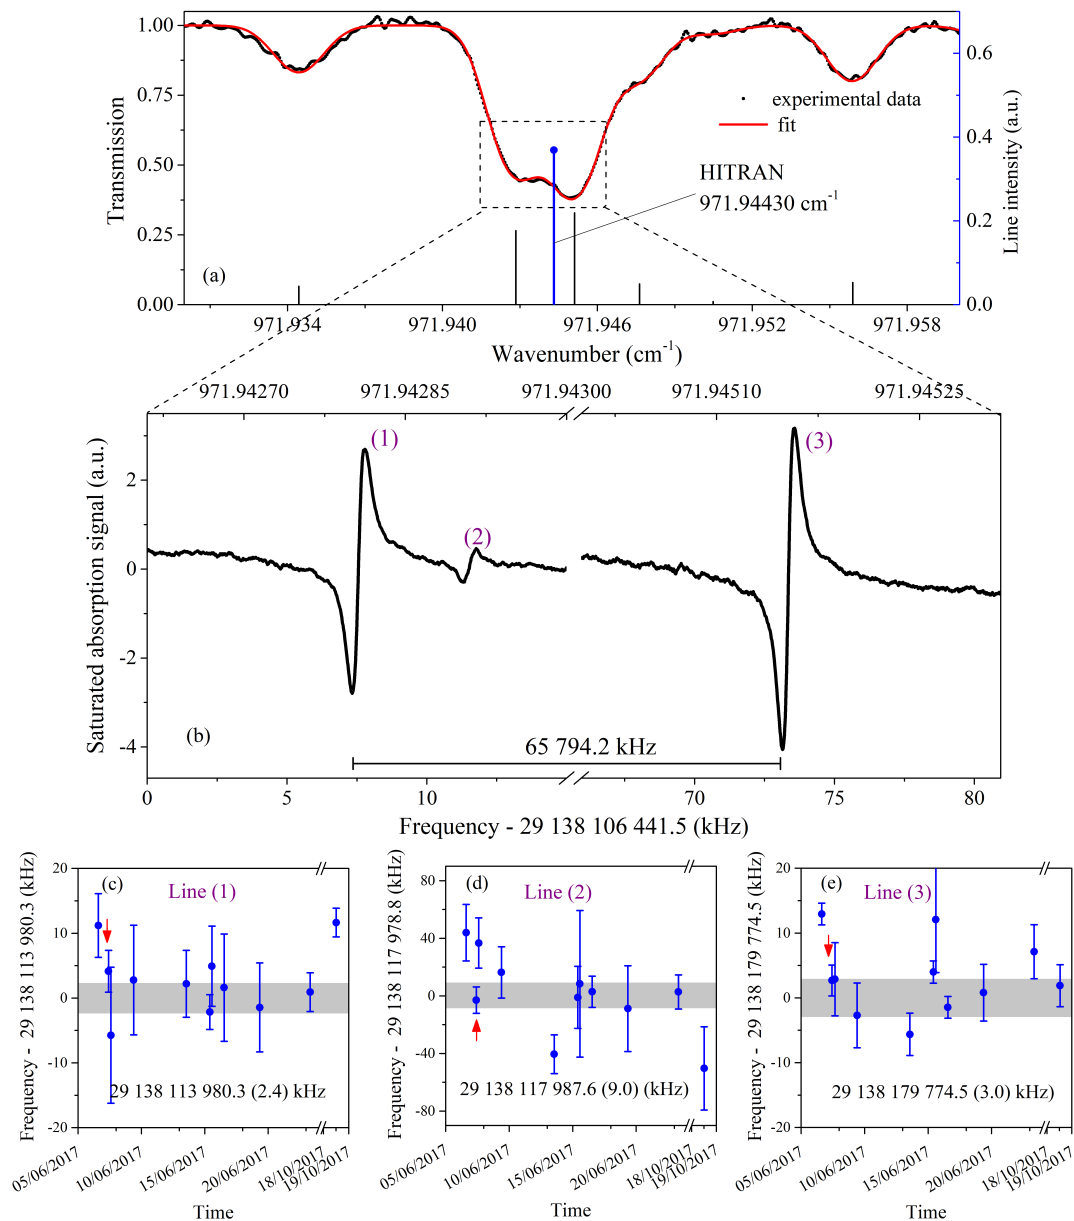 1.00
0.75
0.50
0.25
0.00
Transmission
0.6
0.4
0.2
0.0
Line intensity (a.u.)
experimental data
fit
HITRAN
971.94430 cm-1
(a)
971.934
971.940
971.946
971.952
971.958
Wavenumber (cm-1)
971.94270
971.94285
971.94300
971.94510
971.94525
Saturated absorption signal (a.u.)
2
0
-2
-4
(1)
(2)
(3)
(b)
65 794.2 kHz
0
5
10
70
75
80
Frequency - 29 138 106 441.5 (kHz)
Frequency - 29 138 113 980.3 (kHz)
20
10
0
-10
-20
(c)
Line (1)
29 138 113 980.3 (2.4) kHz
05/06/2017
10/06/2017
15/06/2017
20/06/2017
18/10/2017
19/10/2017
Time
Frequency - 29 138 117 978.8 (kHz)
80
40
0
-40
-80
(d)
Line (2)
29 138 117 987.6 (9.0) (kHz)
05/06/2017
10/06/2017
15/06/2017
20/06/2017
18/10/2017
19/10/2017
Time
Frequency - 29 138 179 774.5 (kHz)
20
10
0
-10
-20
(e)
Line (3)
29 138 179 774.5 (3.0) (kHz)
05/06/2017
10/06/2017
15/06/2017
20/06/2017
18/10/2017
19/10/2017
Time